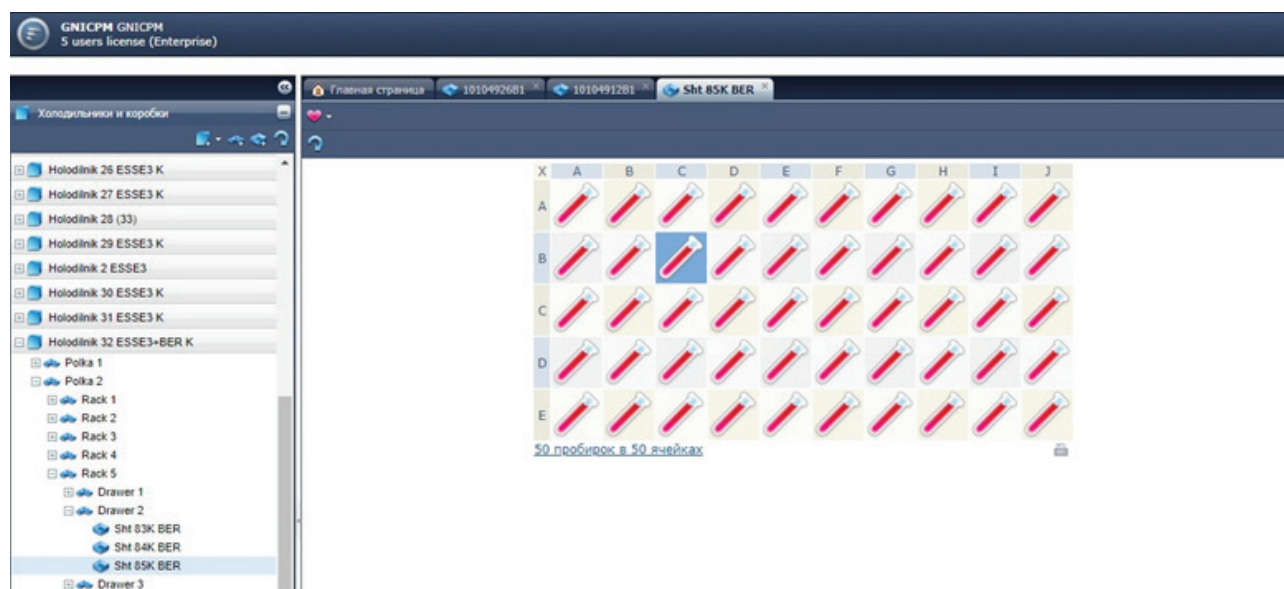 GNICPM GNICPM
5 users license (Enterprise)
Главная страница
1010492681
1010491281
Sht 85K BER
Холодильники и коробки
Holodilnik 26 ESSE3 K
Holodilnik 27 ESSE3 K
Holodilnik 28 (33)
Holodilnik 29 ESSE3 K
Holodilnik 2 ESSE3
Holodilnik 30 ESSE3 K
Holodilnik 31 ESSE3 K
Holodilnik 32 ESSE3+BER K
Polka 1
Polka 2
Rack 1
Rack 2
Rack 3
Rack 4
Rack 5
Drawer 1
Drawer 2
Sht 83K BER
Sht 84K BER
Sht 85K BER
Drawer 3
X A B C D E F G H I J
A
B
C
D
E
50 пробирок в 50 ячейках